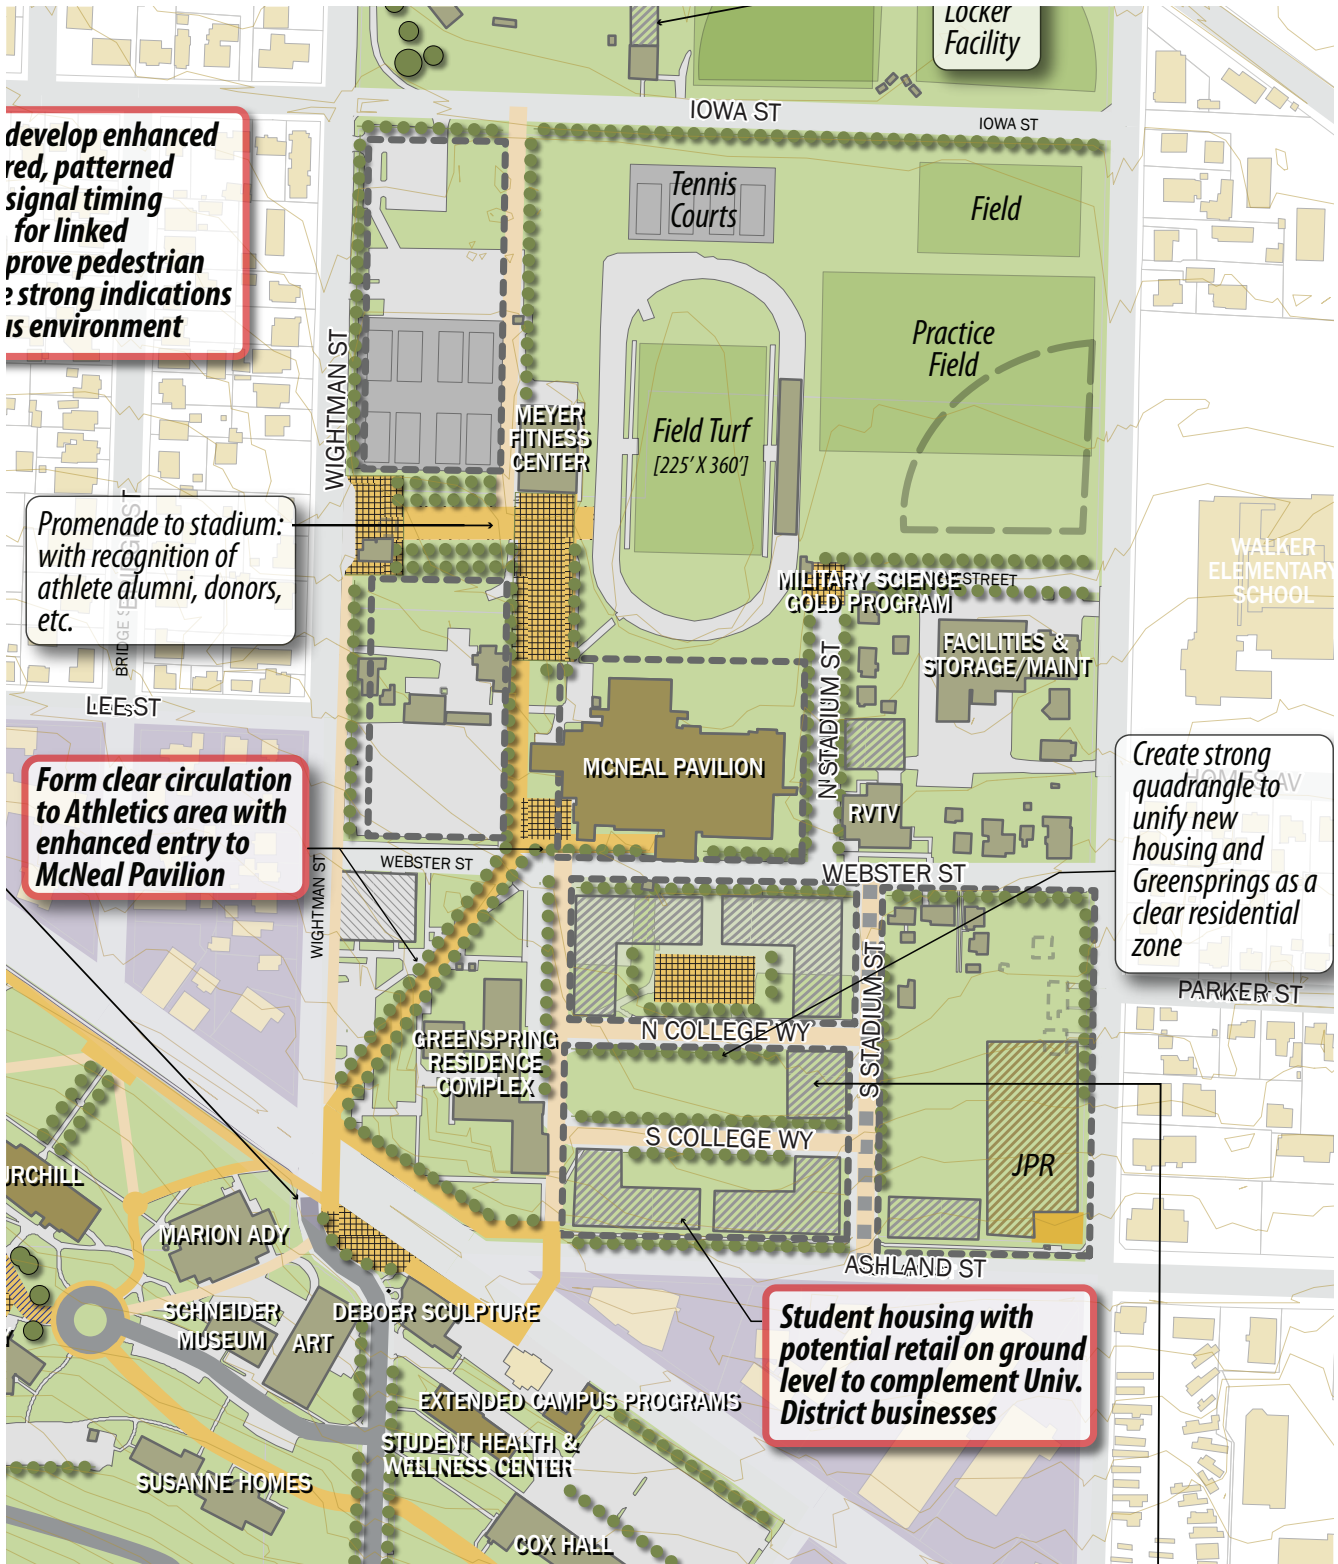 Locker
Facility
IOWA ST
IOWA ST
develop enhanced
red, patterned
signal timing
for linked
prove pedestrian
e strong indications
us environment
Tennis
Courts
Field
Practice
Field
WIGHTMAN ST
MEYER
FITNESS
CENTER
Field Turf
[225' X 360']
Promenade to stadium:
with recognition of
athlete alumni, donors,
etc.
BRIDGE ST
BRIDGE S
WALKER
ELEMENTARY
SCHOOL
MILITARY SCIENCE
GOLD PROGRAM
STREET
FACILITIES &
STORAGE/MAINT
LEE ST
N STADIUM ST
MCNEAL PAVILION
RVTV
Form clear circulation
to Athletics area with
enhanced entry to
McNeal Pavilion
Create strong
quadrangle to
unify new
housing and
Greensprings as a
clear residential
zone
HOMES AV
WEBSTER ST
WEBSTER ST
WIGHTMAN ST
S STADIUM ST
PARKER ST
N COLLEGE WY
GREENSPRING
RESIDENCE
COMPLEX
S COLLEGE WY
JPR
URCHILL
MARION ADY
ASHLAND ST
SCHNEIDER
MUSEUM
ART
DEBOER SCULPTURE
Student housing with
potential retail on ground
level to complement Univ.
District businesses
Y
EXTENDED CAMPUS PROGRAMS
STUDENT HEALTH &
WELLNESS CENTER
SUSANNE HOMES
COX HALL